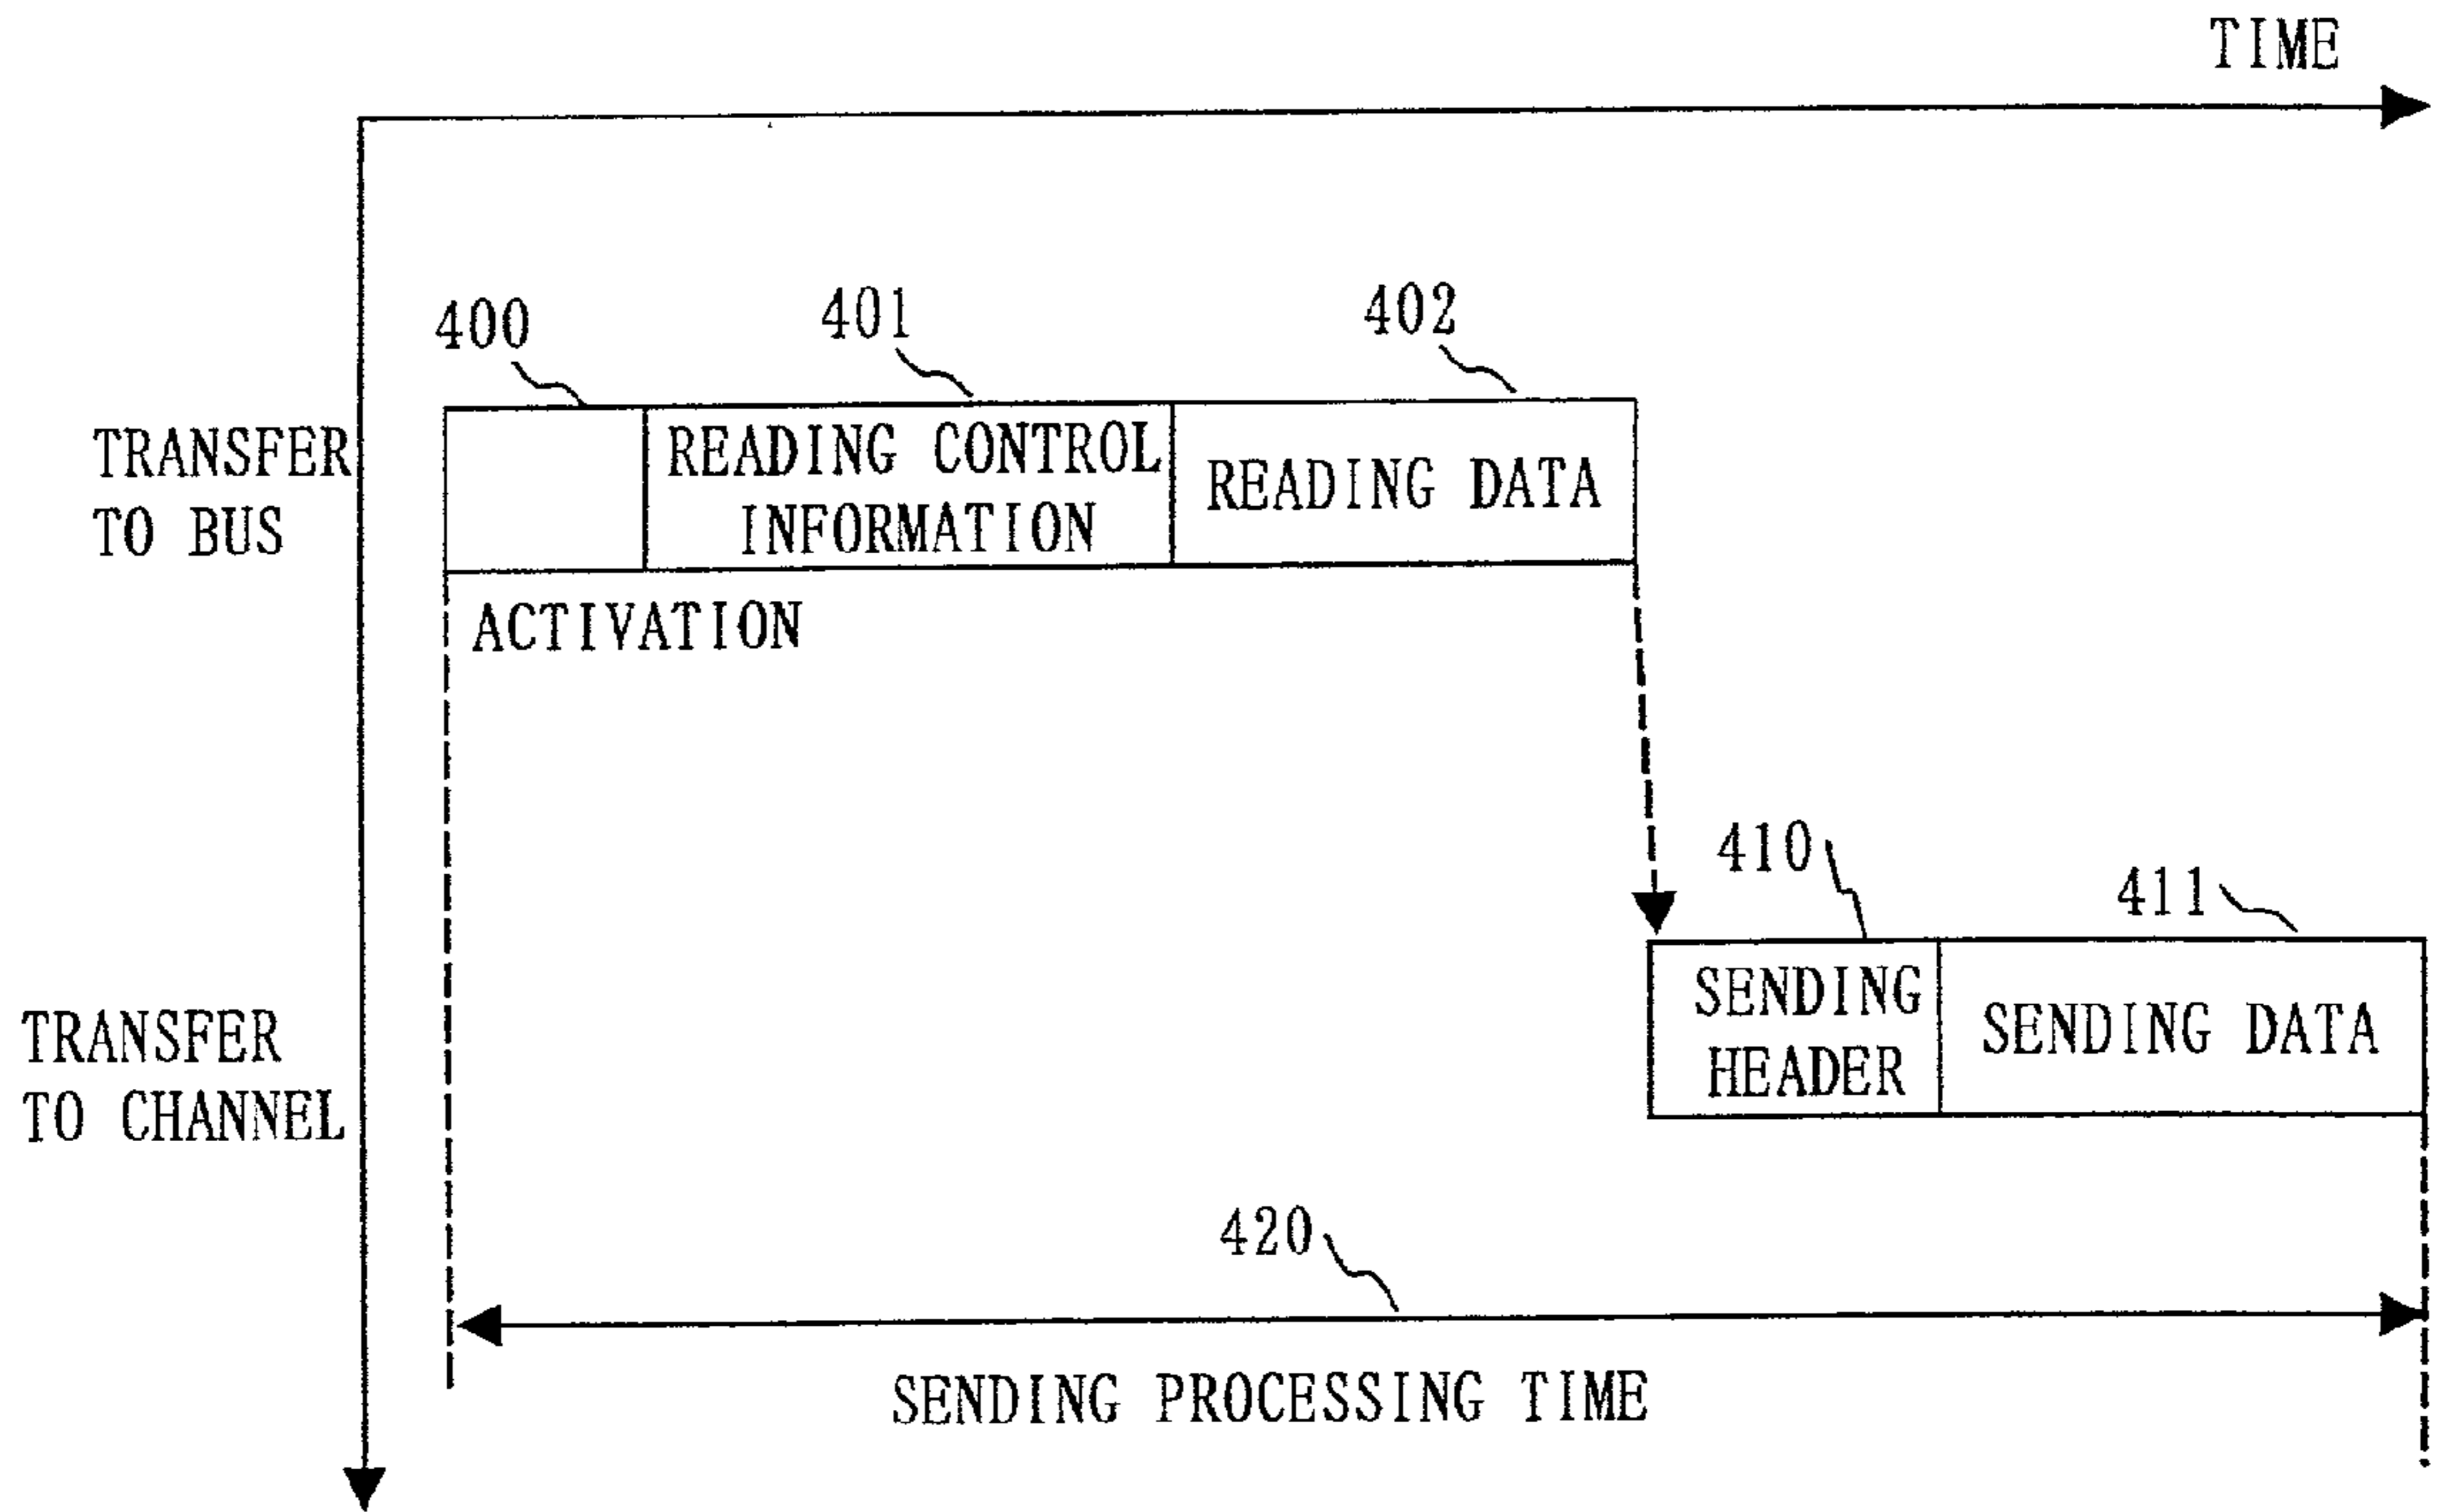 TIME
400
401
402
TRANSFER
TO BUS
READING CONTROL
INFORMATION
READING DATA
ACTIVATION
410
411
TRANSFER
TO CHANNEL
SENDING
HEADER
SENDING DATA
420
SENDING PROCESSING TIME